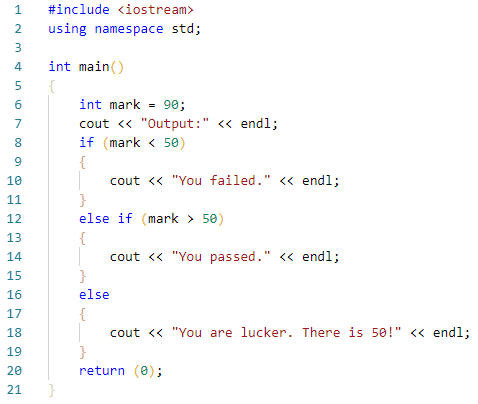 1 #include <iostream>
2 using namespace std;
3
4 int main()
5 {
6     int mark = 90;
7     cout << "Output:" << endl;
8     if (mark < 50)
9     {
10         cout << "You failed." << endl;
11     }
12     else if (mark > 50)
13     {
14         cout << "You passed." << endl;
15     }
16     else
17     {
18         cout << "You are lucker. There is 50!" << endl;
19     }
20     return (0);
21 }